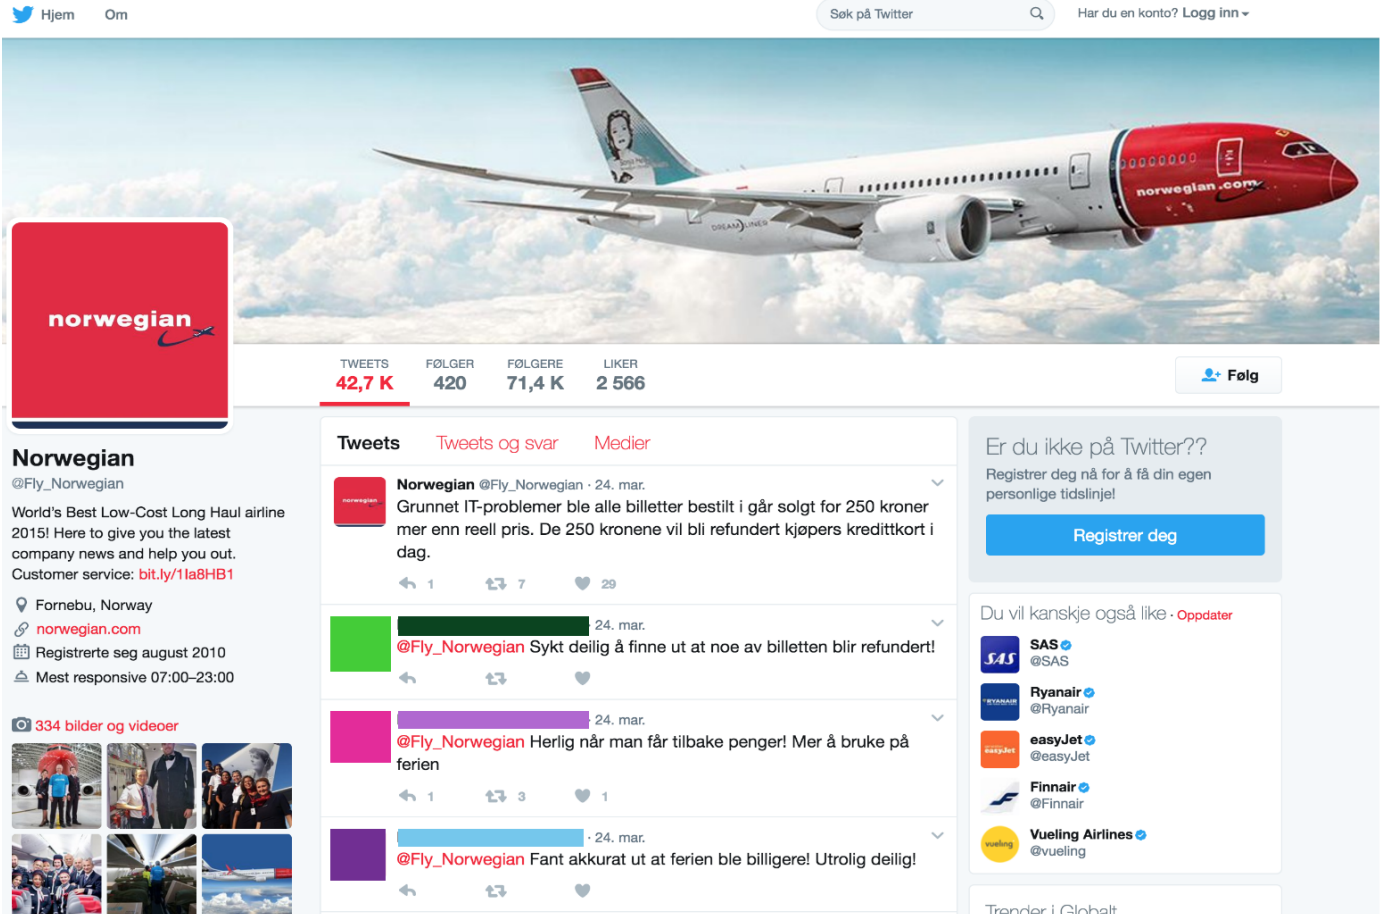 Hjem Om
Søk på Twitter
Har du en konto? Logg inn
norwegian.com
DREAMLINER
norwegian
TWEETS FØLGER FØLGERE LIKER
42,7 K 420 71,4 K 2 566
Følg
Norwegian
@Fly_Norwegian
World's Best Low-Cost Long Haul airline
2015! Here to give you the latest
company news and help you out.
Customer service: bit.ly/1Ia8HB1
Fornebu, Norway
norwegian.com
Registrerte seg august 2010
Mest responsive 07:00–23:00
334 bilder og videoer
Tweets Tweets og svar Medier
norwegian
Norwegian @Fly_Norwegian · 24. mar.
Grunnet IT-problemer ble alle billetter bestilt i går solgt for 250 kroner
mer enn reell pris. De 250 kronene vil bli refundert kjøpers kredittkort i
dag.
1 7 29
24. mar.
@Fly_Norwegian Sykt deilig å finne ut at noe av billetten blir refundert!
· 24. mar.
@Fly_Norwegian Herlig når man får tilbake penger! Mer å bruke på
ferien
1 3 1
· 24. mar.
@Fly_Norwegian Fant akkurat ut at ferien ble billigere! Utrolig deilig!
Er du ikke på Twitter??
Registrer deg nå for å få din egen
personlige tidslinje!
Registrer deg
Du vil kanskje også like · Oppdater
SAS
SAS
@SAS
RYANAIR
Ryanair
@Ryanair
easyJet
easyJet
@easyJet
Finnair
@Finnair
vueling
Vueling Airlines
@vueling
Trender i Globalt